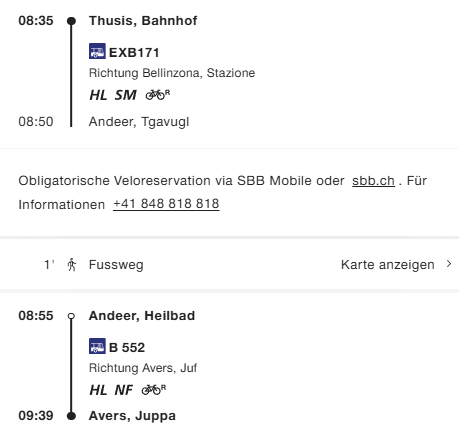 08:35 Thusis, Bahnhof
EXB171
Richtung Bellinzona, Stazione
HL SM R
08:50 Andeer, Tgavugl
Obligatorische Veloreservation via SBB Mobile oder sbb.ch . Für
Informationen +41 848 818 818
1' Fussweg Karte anzeigen
08:55 Andeer, Heilbad
B 552
Richtung Avers, Juf
HL NF R
09:39 Avers, Juppa